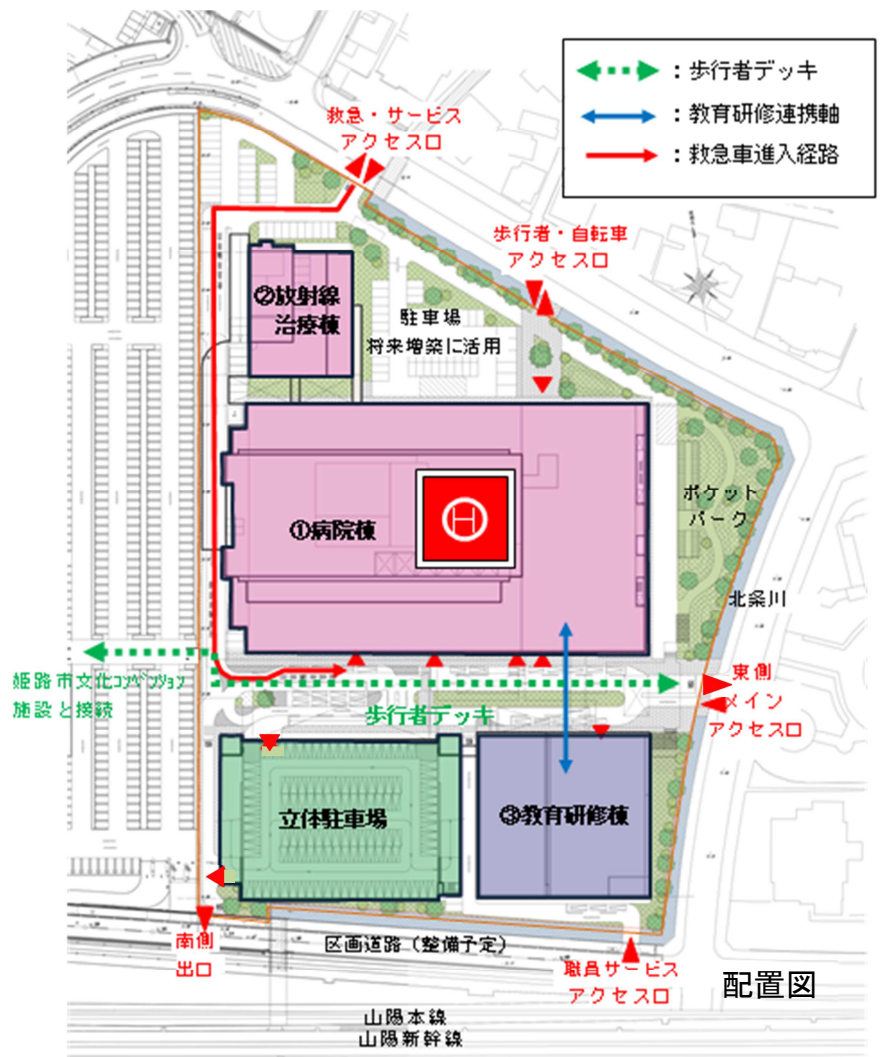 ：歩行者デッキ
：教育研修連携軸
：救急車進入経路
救急・サービス
アクセス口
歩行者・自転車
アクセス口
②放射線
治療棟
駐車場
将来増築に活用
①病院棟
H
ポケット
パーク
北条川
姫路市文化コンベンション
施設と接続
歩行者デッキ
東側
メイン
アクセス口
立体駐車場
③教育研修棟
南側
出口
区画道路（整備予定）
職員サービス
アクセス口
配置図
山陽本線
山陽新幹線